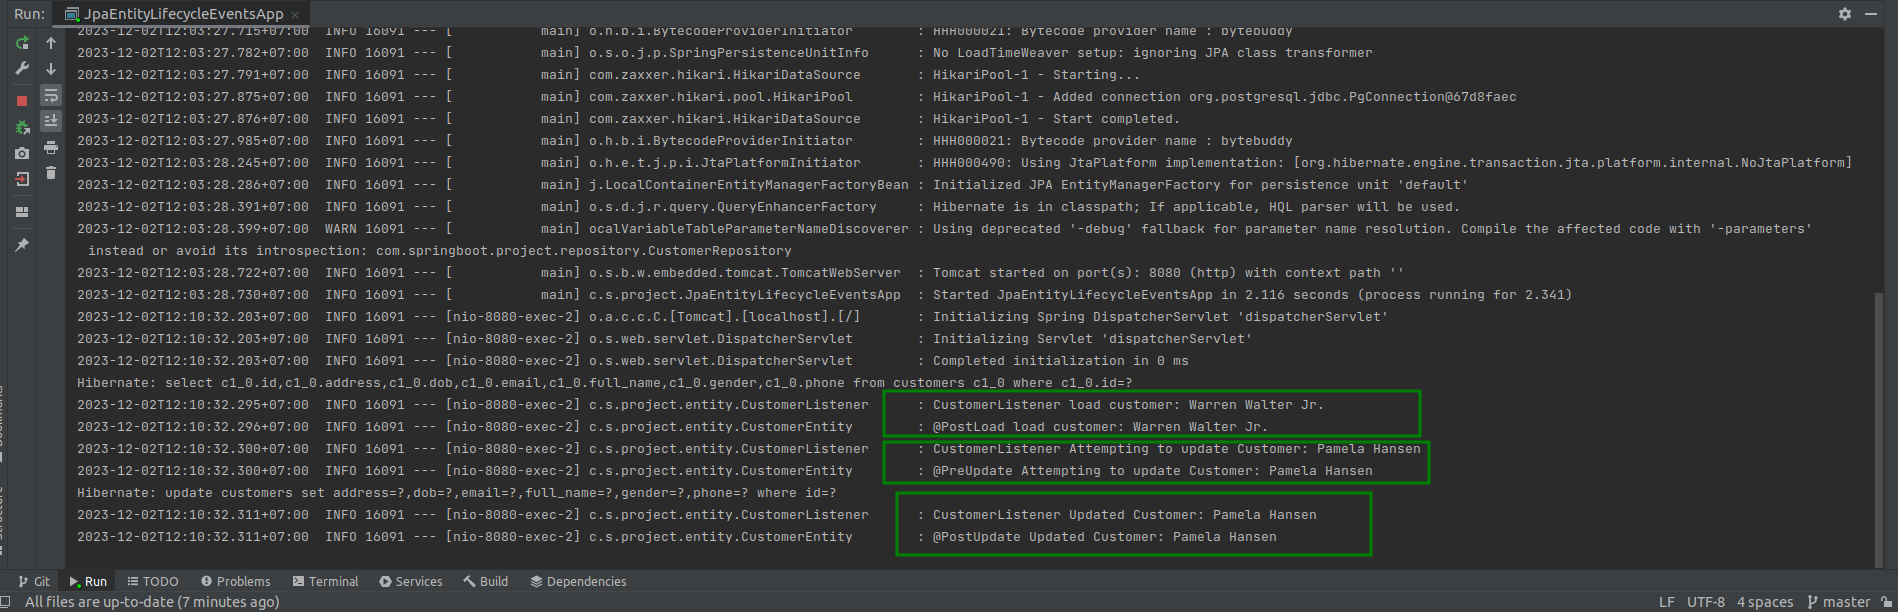 Run: JpaEntityLifecycleEventsApp
2023-12-02T12:03:27.715+07:00  INFO 16091 --- [           main] o.h.b.i.BytecodeProviderInitiator        : HHH000021: Bytecode provider name : bytebuddy
2023-12-02T12:03:27.782+07:00  INFO 16091 --- [           main] o.s.o.j.p.SpringPersistenceUnitInfo      : No LoadTimeWeaver setup: ignoring JPA class transformer
2023-12-02T12:03:27.791+07:00  INFO 16091 --- [           main] com.zaxxer.hikari.HikariDataSource       : HikariPool-1 - Starting...
2023-12-02T12:03:27.875+07:00  INFO 16091 --- [           main] com.zaxxer.hikari.pool.HikariPool        : HikariPool-1 - Added connection org.postgresql.jdbc.PgConnection@67d8faec
2023-12-02T12:03:27.876+07:00  INFO 16091 --- [           main] com.zaxxer.hikari.HikariDataSource       : HikariPool-1 - Start completed.
2023-12-02T12:03:27.985+07:00  INFO 16091 --- [           main] o.h.b.i.BytecodeProviderInitiator        : HHH000021: Bytecode provider name : bytebuddy
2023-12-02T12:03:28.245+07:00  INFO 16091 --- [           main] o.h.e.t.j.p.i.JtaPlatformInitiator       : HHH000490: Using JtaPlatform implementation: [org.hibernate.engine.transaction.jta.platform.internal.NoJtaPlatform]
2023-12-02T12:03:28.286+07:00  INFO 16091 --- [           main] j.LocalContainerEntityManagerFactoryBean : Initialized JPA EntityManagerFactory for persistence unit 'default'
2023-12-02T12:03:28.391+07:00  INFO 16091 --- [           main] o.s.d.j.r.query.QueryEnhancerFactory     : Hibernate is in classpath; If applicable, HQL parser will be used.
2023-12-02T12:03:28.399+07:00  WARN 16091 --- [           main] ocalVariableTableParameterNameDiscoverer : Using deprecated '-debug' fallback for parameter name resolution. Compile the affected code with '-parameters'
instead or avoid its introspection: com.springboot.project.repository.CustomerRepository
2023-12-02T12:03:28.722+07:00  INFO 16091 --- [           main] o.s.b.w.embedded.tomcat.TomcatWebServer  : Tomcat started on port(s): 8080 (http) with context path ''
2023-12-02T12:03:28.730+07:00  INFO 16091 --- [           main] c.s.project.JpaEntityLifecycleEventsApp  : Started JpaEntityLifecycleEventsApp in 2.116 seconds (process running for 2.341)
2023-12-02T12:10:32.203+07:00  INFO 16091 --- [nio-8080-exec-2] o.a.c.c.C.[Tomcat].[localhost].[/]       : Initializing Spring DispatcherServlet 'dispatcherServlet'
2023-12-02T12:10:32.203+07:00  INFO 16091 --- [nio-8080-exec-2] o.s.web.servlet.DispatcherServlet        : Initializing Servlet 'dispatcherServlet'
2023-12-02T12:10:32.203+07:00  INFO 16091 --- [nio-8080-exec-2] o.s.web.servlet.DispatcherServlet        : Completed initialization in 0 ms
Hibernate: select c1_0.id,c1_0.address,c1_0.dob,c1_0.email,c1_0.full_name,c1_0.gender,c1_0.phone from customers c1_0 where c1_0.id=?
2023-12-02T12:10:32.295+07:00  INFO 16091 --- [nio-8080-exec-2] c.s.project.entity.CustomerListener      : CustomerListener load customer: Warren Walter Jr.
2023-12-02T12:10:32.296+07:00  INFO 16091 --- [nio-8080-exec-2] c.s.project.entity.CustomerEntity        : @PostLoad load customer: Warren Walter Jr.
2023-12-02T12:10:32.300+07:00  INFO 16091 --- [nio-8080-exec-2] c.s.project.entity.CustomerListener      : CustomerListener Attempting to update Customer: Pamela Hansen
2023-12-02T12:10:32.300+07:00  INFO 16091 --- [nio-8080-exec-2] c.s.project.entity.CustomerEntity        : @PreUpdate Attempting to update Customer: Pamela Hansen
Hibernate: update customers set address=?,dob=?,email=?,full_name=?,gender=?,phone=? where id=?
2023-12-02T12:10:32.311+07:00  INFO 16091 --- [nio-8080-exec-2] c.s.project.entity.CustomerListener      : CustomerListener Updated Customer: Pamela Hansen
2023-12-02T12:10:32.311+07:00  INFO 16091 --- [nio-8080-exec-2] c.s.project.entity.CustomerEntity        : @PostUpdate Updated Customer: Pamela Hansen
Git Run TODO Problems Terminal Services Build Dependencies
All files are up-to-date (7 minutes ago) LF UTF-8 4 spaces master